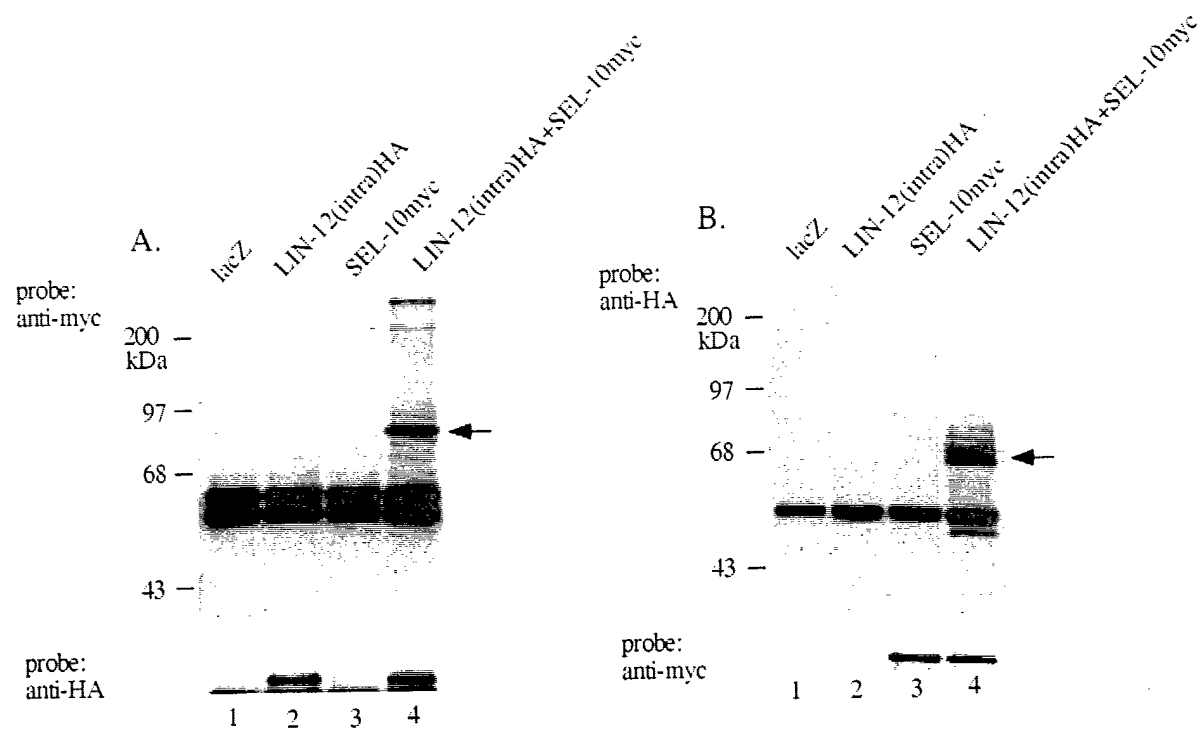 A.
lacZ
LIN-12(intra)HA
SEL-10myc
LIN-12(intra)HA+SEL-10myc
probe:
anti-myc
200
kDa
97
68
43
probe:
anti-HA
1 2 3 4
B.
lacZ
LIN-12(intra)HA
SEL-10myc
LIN-12(intra)HA+SEL-10myc
probe:
anti-HA
200
kDa
97
68
43
probe:
anti-myc
1 2 3 4